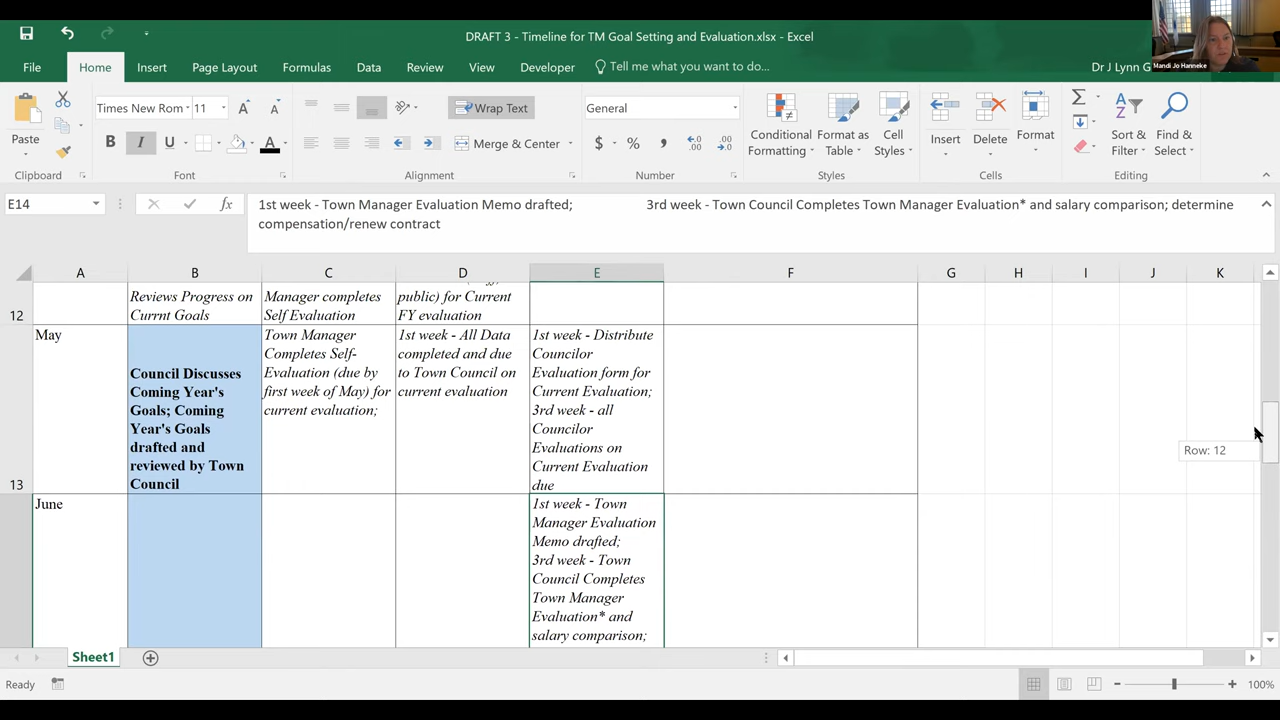 DRAFT 3 - Timeline for TM Goal Setting and Evaluation.xlsx - Excel
Mandi Jo Hanneke
File
Home
Insert
Page Layout
Formulas
Data
Review
View
Developer
Tell me what you want to do...
Dr J Lynn G
Paste
Times New Rom
11
A
A
B
I
U
A
Wrap Text
Merge & Center
General
$ % ,
Conditional
Formatting
Format as
Table
Cell
Styles
Insert
Delete
Format
Sort &
Filter
Find &
Select
Clipboard
Font
Alignment
Number
Styles
Cells
Editing
E14
fx
1st week - Town Manager Evaluation Memo drafted; 3rd week - Town Council Completes Town Manager Evaluation* and salary comparison; determine
compensation/renew contract
A B C D E F G H I J K
12
Reviews Progress on
Currnt Goals
Manager completes
Self Evaluation
public) for Current
FY evaluation
13
May
Council Discusses
Coming Year's
Goals; Coming
Year's Goals
drafted and
reviewed by Town
Council
Town Manager
Completes Self-
Evaluation (due by
first week of May) for
current evaluation;
1st week - All Data
completed and due
to Town Council on
current evaluation
1st week - Distribute
Councilor
Evaluation form for
Current Evaluation;
3rd week - all
Councilor
Evaluations on
Current Evaluation
due
June
1st week - Town
Manager Evaluation
Memo drafted;
3rd week - Town
Council Completes
Town Manager
Evaluation* and
salary comparison;
Row: 12
Sheet1
Ready
100%